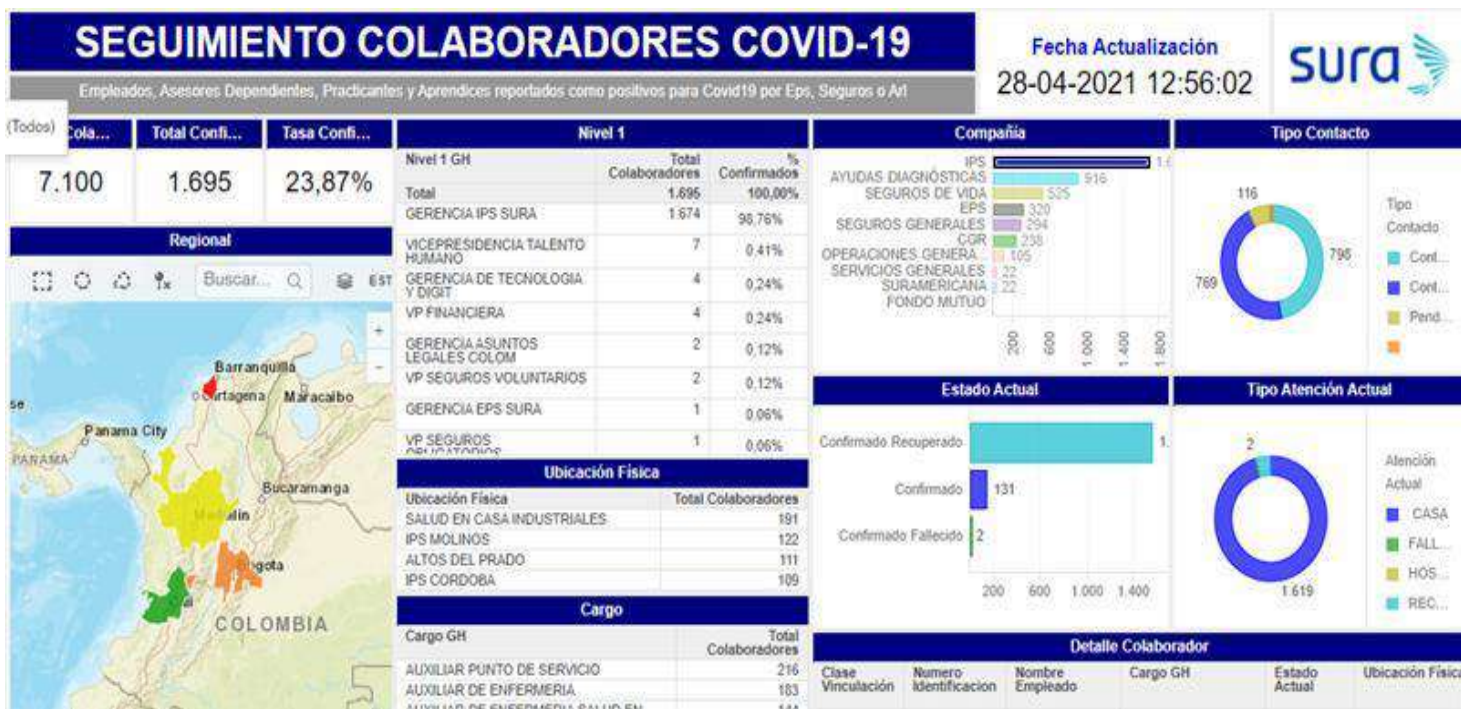 SEGUIMIENTO COLABORADORES COVID-19
Empleados, Asesores Dependientes, Practicantes y Aprendices reportados como positivos para Covid19 por Eps, Seguros o Arl
Fecha Actualización
28-04-2021 12:56:02
sura
(Todos)
Cola...
Total Confi...
Tasa Confi...
7.100
1.695
23,87%
Regional
Buscar...
EST
+
-
Barranquilla
Cartagena
Maracaibo
Panama City
PANAMA
Bucaramanga
COLOMBIA
Nivel 1
Nivel 1 GH Total Colaboradores % Confirmados
Total 1.695 100,00%
GERENCIA IPS SURA 1.674 98,76%
VICEPRESIDENCIA TALENTO
HUMANO 7 0,41%
GERENCIA DE TECNOLOGIA
Y DIGIT 4 0,24%
VP FINANCIERA 4 0,24%
GERENCIA ASUNTOS
LEGALES COLOM 2 0,12%
VP SEGUROS VOLUNTARIOS 2 0,12%
GERENCIA EPS SURA 1 0,06%
VP SEGUROS
OBLIGATORIOS 1 0,06%
Ubicación Física
Ubicación Física Total Colaboradores
SALUD EN CASA INDUSTRIALES 191
IPS MOLINOS 122
ALTOS DEL PRADO 111
IPS CORDOBA 109
Cargo
Cargo GH Total
Colaboradores
AUXILIAR PUNTO DE SERVICIO 216
AUXILIAR DE ENFERMERIA 183
AUXILIAR DE ENFERMERIA SALUD EN 144
Compañía
IPS
AYUDAS DIAGNÓSTICAS 916
SEGUROS DE VIDA 525
EPS 320
SEGUROS GENERALES 294
CGR 238
OPERACIONES GENERA... 105
SERVICIOS GENERALES 22
SURAMERICANA 22
FONDO MUTUO
200 600 1.000 1.400 1.800
Tipo Contacto
116
795
769
Tipo
Contacto
Cont...
Cont...
Pend...
Estado Actual
Confirmado Recuperado 1.
Confirmado 131
Confirmado Fallecido 2
200 600 1.000 1.400
Tipo Atención Actual
2
1.619
Atención
Actual
CASA
FALL...
HOS...
REC...
Detalle Colaborador
Clase Vinculación
Numero Identificacion
Nombre Empleado
Cargo GH
Estado Actual
Ubicación Física